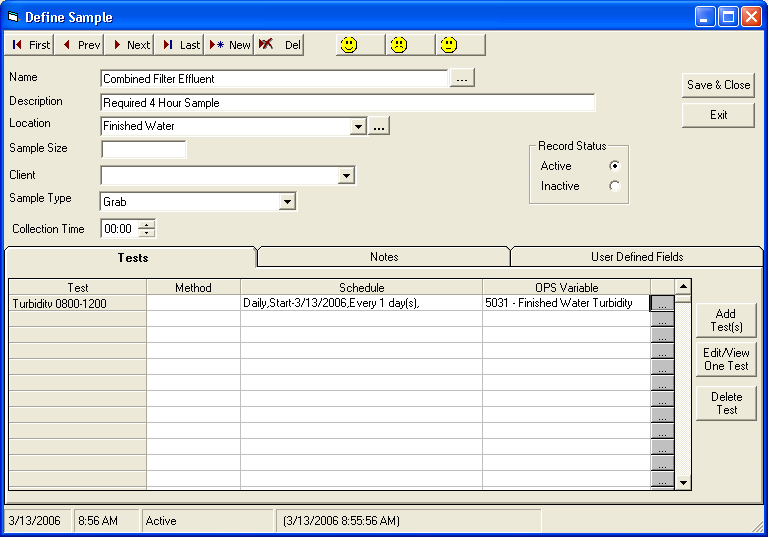 Define Sample
First Prev Next Last New Del
Name Combined Filter Effluent ...
Description Required 4 Hour Sample
Location Finished Water ...
Sample Size
Client
Sample Type Grab
Collection Time 00:00
Save & Close
Exit
Record Status
Active
Inactive
Tests Notes User Defined Fields
Test Method Schedule OPS Variable
Turbidity 0800-1200 Daily,Start-3/13/2006,Every 1 day(s), 5031 - Finished Water Turbidity ...
...
...
...
...
...
...
...
...
...
...
...
Add
Test(s)
Edit/View
One Test
Delete
Test
3/13/2006 8:56 AM Active (3/13/2006 8:55:56 AM)